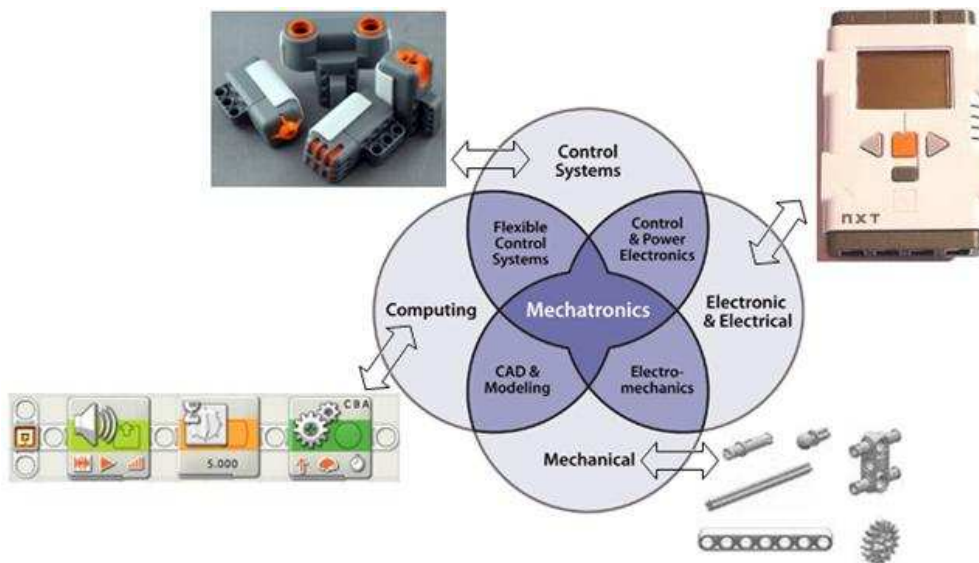 Control
Systems
Flexible
Control
Systems
Control
& Power
Electronics
nxt
Computing
Mechatronics
Electronic
& Electrical
CAD &
Modeling
Electro-
mechanics
CBA
5.000
Mechanical